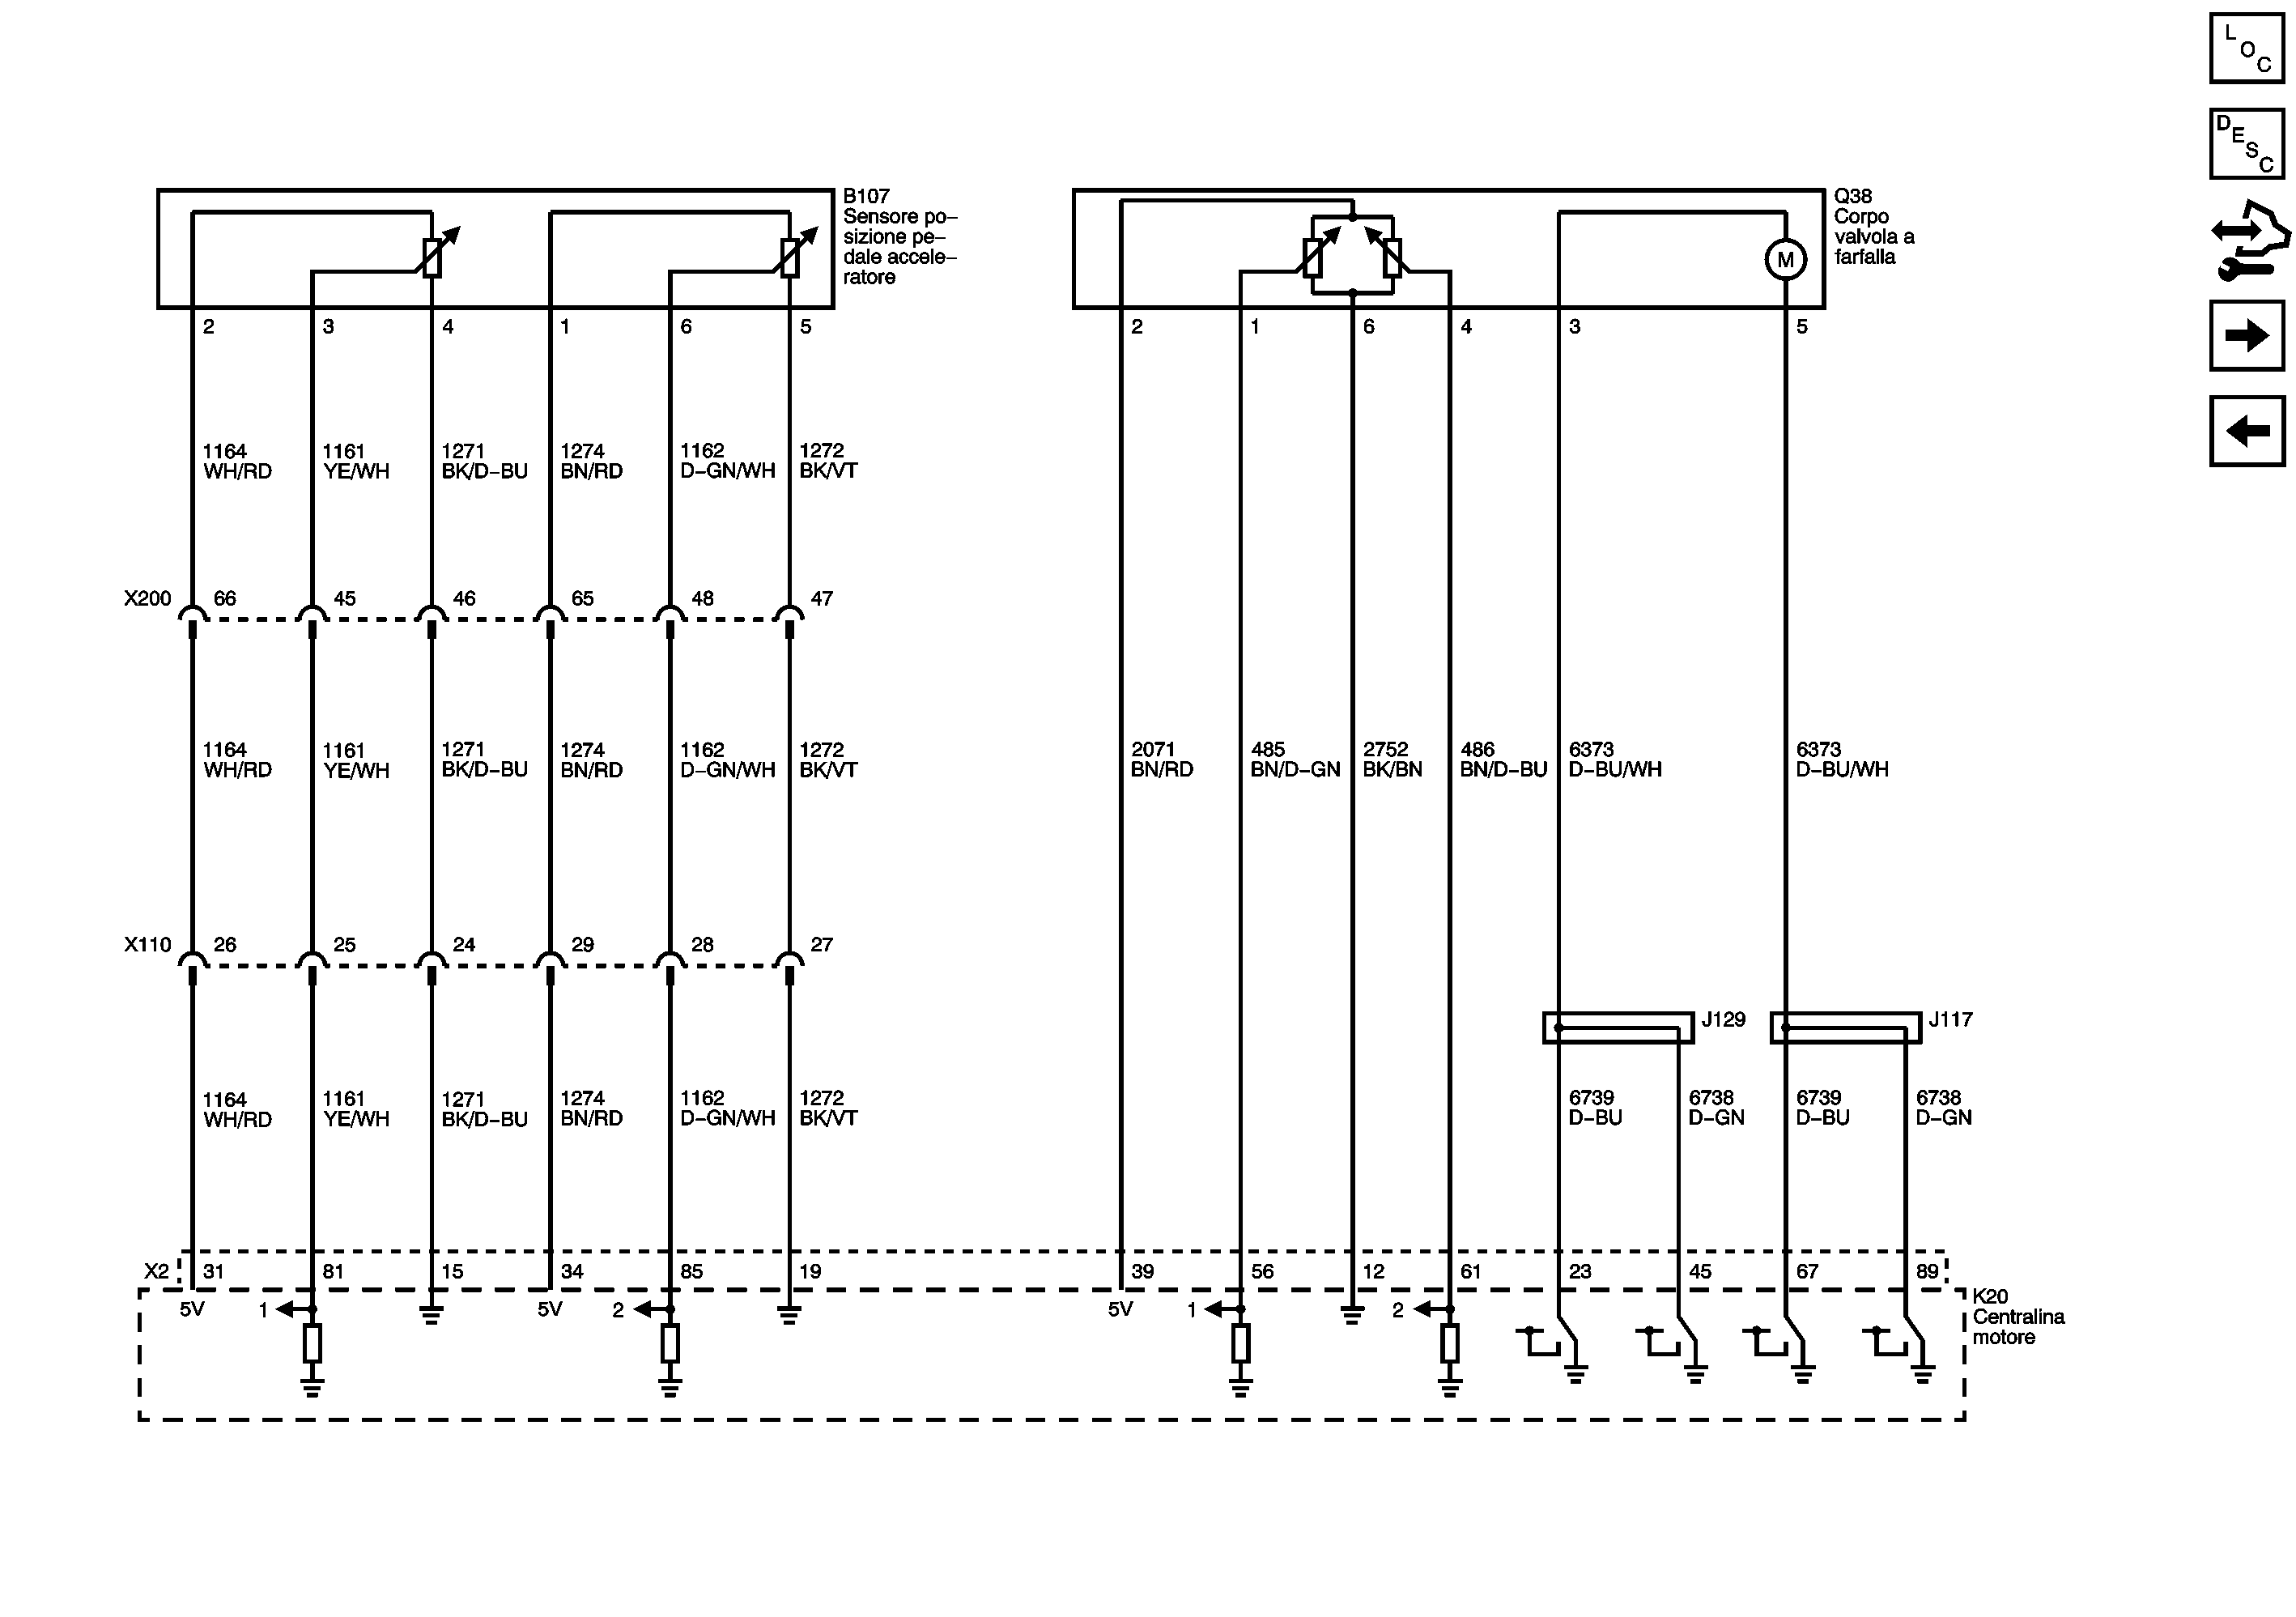 L
O
C
D
E
S
C
B107
Sensore po–
sizione pe–
dale accele–
ratore
Q38
Corpo
valvola a
farfalla
M
2 3 4 1 6 5
2 1 6 4 3 5
1164 1161 1271 1274 1162 1272
WH/RD YE/WH BK/D–BU BN/RD D–GN/WH BK/VT
X200 66 45 46 65 48 47
1164 1161 1271 1274 1162 1272
WH/RD YE/WH BK/D–BU BN/RD D–GN/WH BK/VT
2071 485 2752 486 6373 6373
BN/RD BN/D–GN BK/BN BN/D–BU D–BU/WH D–BU/WH
X110 26 25 24 29 28 27
J129 J117
1164 1161 1271 1274 1162 1272
WH/RD YE/WH BK/D–BU BN/RD D–GN/WH BK/VT
6739 6738 6739 6738
D–BU D–GN D–BU D–GN
X2 31 81 15 34 85 19 39 56 12 61 23 45 67 89
5V 1 5V 2 5V 1 2
K20
Centralina
motore